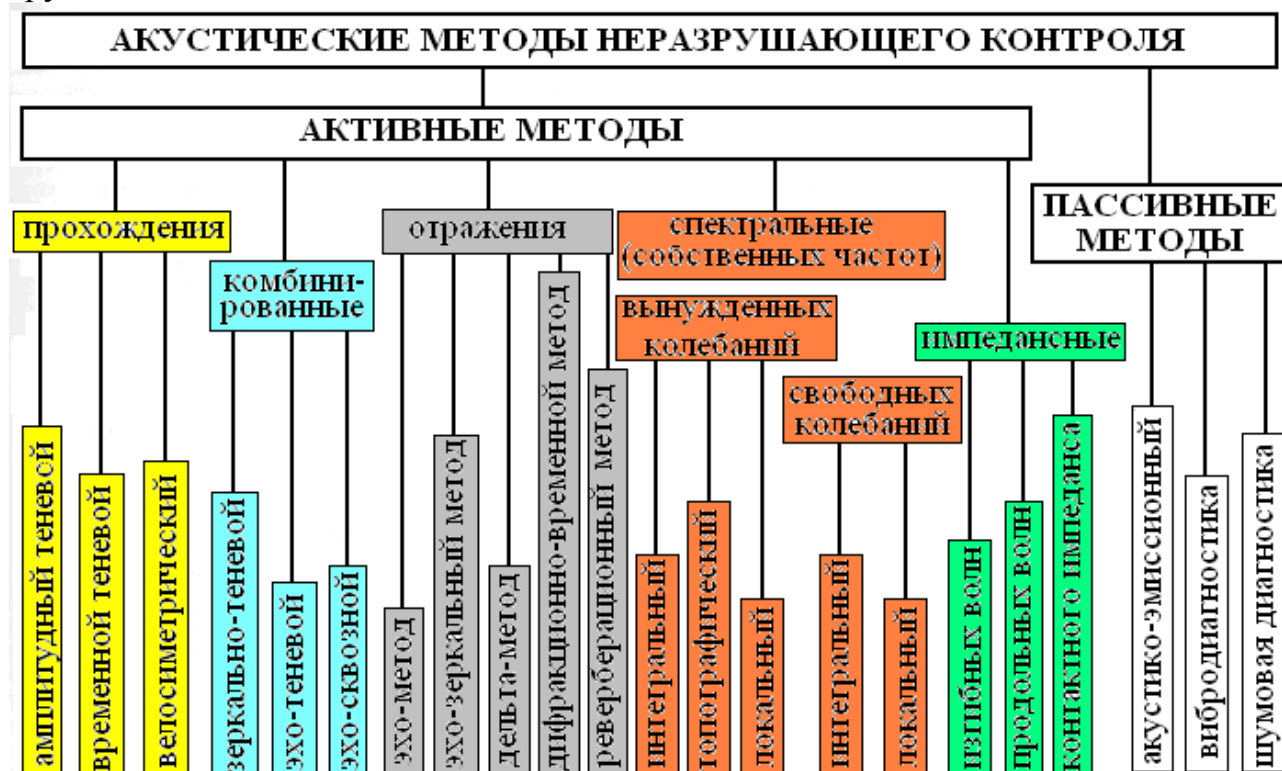 АКУСТИЧЕСКИЕ МЕТОДЫ НЕРАЗРУШАЮЩЕГО КОНТРОЛЯ
АКТИВНЫЕ МЕТОДЫ
ПАССИВНЫЕ
МЕТОДЫ
прохождения
комбини-
рованные
отражения
спектральные
(собственных частот)
вынужденных
колебаний
свободных
колебаний
импедансные
амплитудный теневой
временной теневой
велосиметрический
зеркально-теневой
эхо-теневой
эхо-сквозной
эхо-метод
эхо-зеркальный метод
дельта-метод
дифракционно-временной метод
реверберационный метод
интегральный
топографический
локальный
интегральный
локальный
изгибных волн
продольных волн
контактного импеданса
акустико-эмиссионный
вибродиагностика
шумовая диагностика